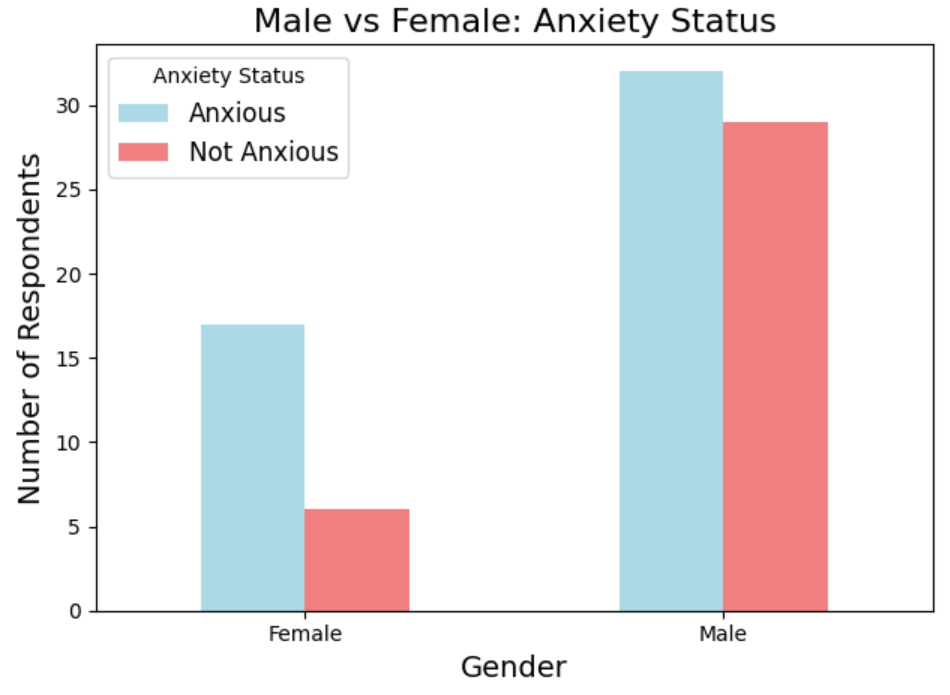 Male vs Female: Anxiety Status
Anxiety Status
Anxious
Not Anxious
Number of Respondents
30
25
20
15
10
5
0
Female
Male
Gender